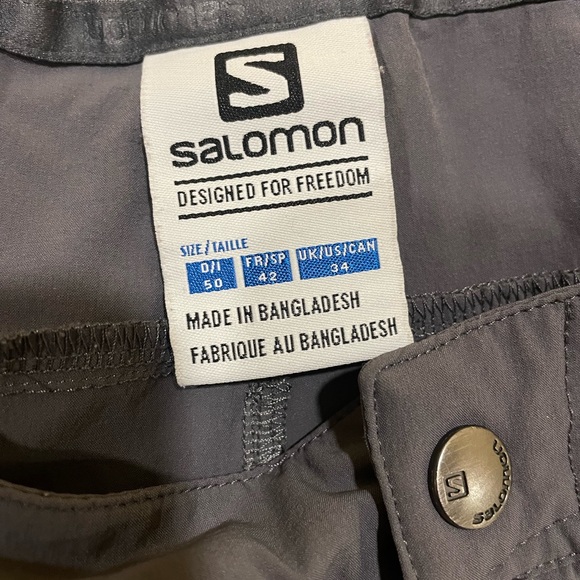 S
SALOMON
DESIGNED FOR FREEDOM
SIZE / TAILLE
D/I FR/SP UK/US/CAN
50 42 34
MADE IN BANGLADESH
FABRIQUE AU BANGLADESH
S
SALOMON